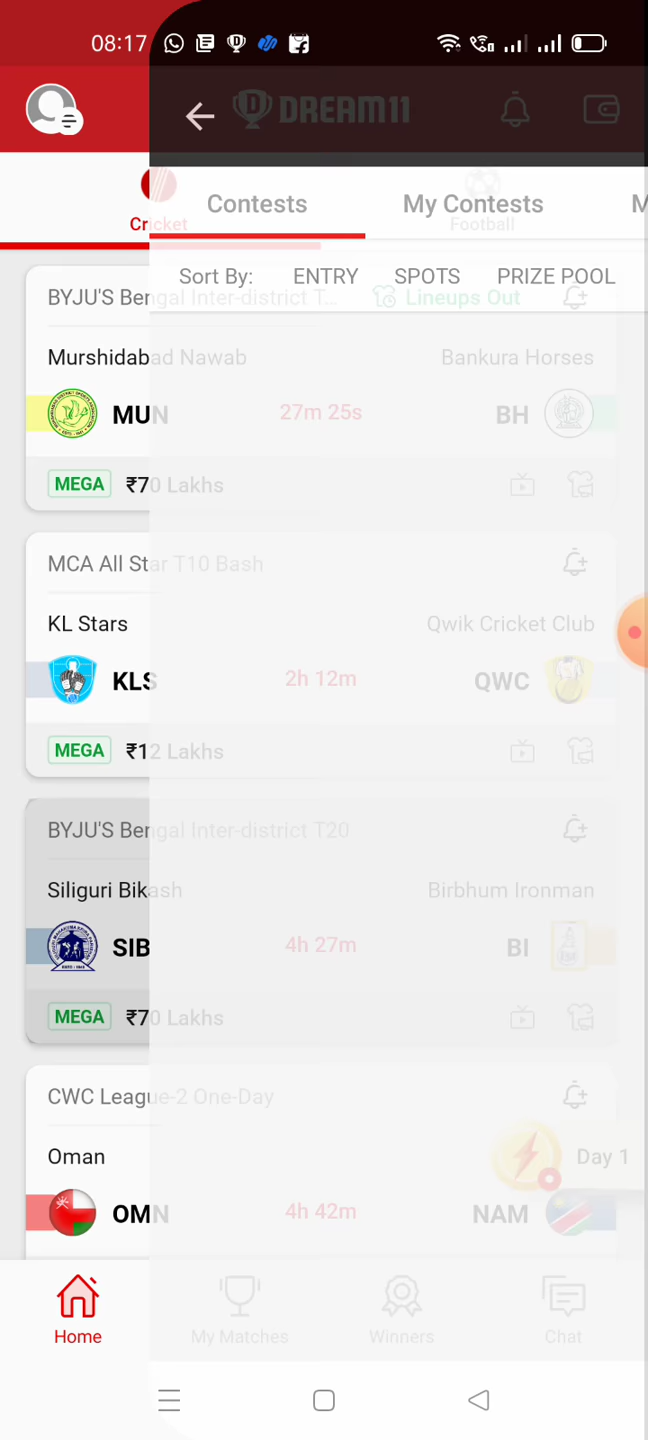 08:17
DREAM11
Contests
My Contests
M
Cricket
Football
Sort By:
ENTRY
SPOTS
PRIZE POOL
BYJU'S Bengal Inter-district T...
Lineups Out
Murshidabad Nawab
Bankura Horses
MUN
27m 25s
BH
MEGA
₹70 Lakhs
MCA All Star T10 Bash
KL Stars
Qwik Cricket Club
KLS
2h 12m
QWC
MEGA
₹12 Lakhs
BYJU'S Bengal Inter-district T20
Siliguri Bikash
Birbhum Ironman
SIB
4h 27m
BI
MEGA
₹70 Lakhs
CWC League-2 One-Day
Oman
Day 1
OMN
4h 42m
NAM
Home
My Matches
Winners
Chat